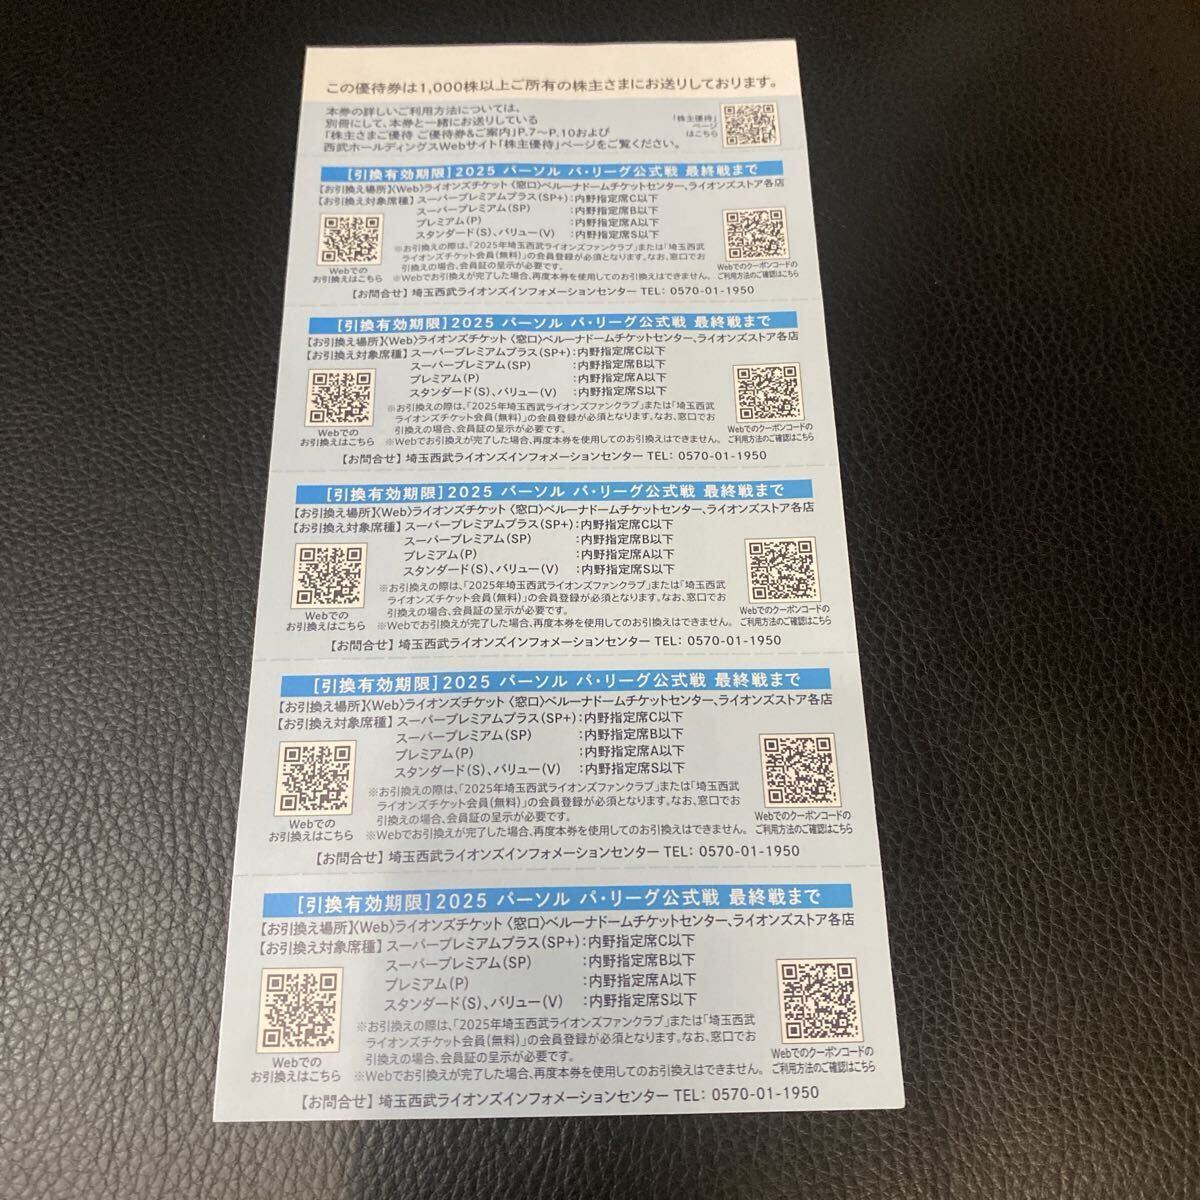 この優待券は1,000株以上ご所有の株主さまにお送りしております。
本券の詳しいご利用方法については、
別冊にして、本券と一緒にお送りしている
「株主さまご優待 ご優待券&ご案内」P.7〜P.10および
西武ホールディングスWebサイト「株主優待」ページをご覧ください。
「株主優待」
ページ
はこちら
[引換有効期限]2025 パーソル パ・リーグ公式戦 最終戦まで
【お引換え場所】〈Web〉ライオンズチケット 〈窓口〉ベルーナドームチケットセンター、ライオンズストア各店
【お引換え対象席種】スーパープレミアムプラス(SP+):内野指定席C以下
スーパープレミアム(SP) :内野指定席B以下
プレミアム(P) :内野指定席A以下
スタンダード(S)、バリュー(V) :内野指定席S以下
※お引換えの際は、「2025年埼玉西武ライオンズファンクラブ」または「埼玉西武
ライオンズチケット会員(無料)」の会員登録が必須となります。なお、窓口でお
引換えの場合、会員証の呈示が必要です。
※Webでお引換えが完了した場合、再度本券を使用してのお引換えはできません。
Webでの
お引換えはこちら
Webでのクーポンコードの
ご利用方法のご確認はこちら
【お問合せ】埼玉西武ライオンズインフォメーションセンター TEL: 0570-01-1950
[引換有効期限]2025 パーソル パ・リーグ公式戦 最終戦まで
【お引換え場所】〈Web〉ライオンズチケット 〈窓口〉ベルーナドームチケットセンター、ライオンズストア各店
【お引換え対象席種】スーパープレミアムプラス(SP+):内野指定席C以下
スーパープレミアム(SP) :内野指定席B以下
プレミアム(P) :内野指定席A以下
スタンダード(S)、バリュー(V) :内野指定席S以下
※お引換えの際は、「2025年埼玉西武ライオンズファンクラブ」または「埼玉西武
ライオンズチケット会員(無料)」の会員登録が必須となります。なお、窓口でお
引換えの場合、会員証の呈示が必要です。
※Webでお引換えが完了した場合、再度本券を使用してのお引換えはできません。
Webでの
お引換えはこちら
Webでのクーポンコードの
ご利用方法のご確認はこちら
【お問合せ】埼玉西武ライオンズインフォメーションセンター TEL: 0570-01-1950
[引換有効期限]2025 パーソル パ・リーグ公式戦 最終戦まで
【お引換え場所】〈Web〉ライオンズチケット 〈窓口〉ベルーナドームチケットセンター、ライオンズストア各店
【お引換え対象席種】スーパープレミアムプラス(SP+):内野指定席C以下
スーパープレミアム(SP) :内野指定席B以下
プレミアム(P) :内野指定席A以下
スタンダード(S)、バリュー(V) :内野指定席S以下
※お引換えの際は、「2025年埼玉西武ライオンズファンクラブ」または「埼玉西武
ライオンズチケット会員(無料)」の会員登録が必須となります。なお、窓口でお
引換えの場合、会員証の呈示が必要です。
※Webでお引換えが完了した場合、再度本券を使用してのお引換えはできません。
Webでの
お引換えはこちら
Webでのクーポンコードの
ご利用方法のご確認はこちら
【お問合せ】埼玉西武ライオンズインフォメーションセンター TEL: 0570-01-1950
[引換有効期限]2025 パーソル パ・リーグ公式戦 最終戦まで
【お引換え場所】〈Web〉ライオンズチケット 〈窓口〉ベルーナドームチケットセンター、ライオンズストア各店
【お引換え対象席種】スーパープレミアムプラス(SP+):内野指定席C以下
スーパープレミアム(SP) :内野指定席B以下
プレミアム(P) :内野指定席A以下
スタンダード(S)、バリュー(V) :内野指定席S以下
※お引換えの際は、「2025年埼玉西武ライオンズファンクラブ」または「埼玉西武
ライオンズチケット会員(無料)」の会員登録が必須となります。なお、窓口でお
引換えの場合、会員証の呈示が必要です。
※Webでお引換えが完了した場合、再度本券を使用してのお引換えはできません。
Webでの
お引換えはこちら
Webでのクーポンコードの
ご利用方法のご確認はこちら
【お問合せ】埼玉西武ライオンズインフォメーションセンター TEL: 0570-01-1950
[引換有効期限]2025 パーソル パ・リーグ公式戦 最終戦まで
【お引換え場所】〈Web〉ライオンズチケット 〈窓口〉ベルーナドームチケットセンター、ライオンズストア各店
【お引換え対象席種】スーパープレミアムプラス(SP+):内野指定席C以下
スーパープレミアム(SP) :内野指定席B以下
プレミアム(P) :内野指定席A以下
スタンダード(S)、バリュー(V) :内野指定席S以下
※お引換えの際は、「2025年埼玉西武ライオンズファンクラブ」または「埼玉西武
ライオンズチケット会員(無料)」の会員登録が必須となります。なお、窓口でお
引換えの場合、会員証の呈示が必要です。
※Webでお引換えが完了した場合、再度本券を使用してのお引換えはできません。
Webでの
お引換えはこちら
Webでのクーポンコードの
ご利用方法のご確認はこちら
【お問合せ】埼玉西武ライオンズインフォメーションセンター TEL: 0570-01-1950